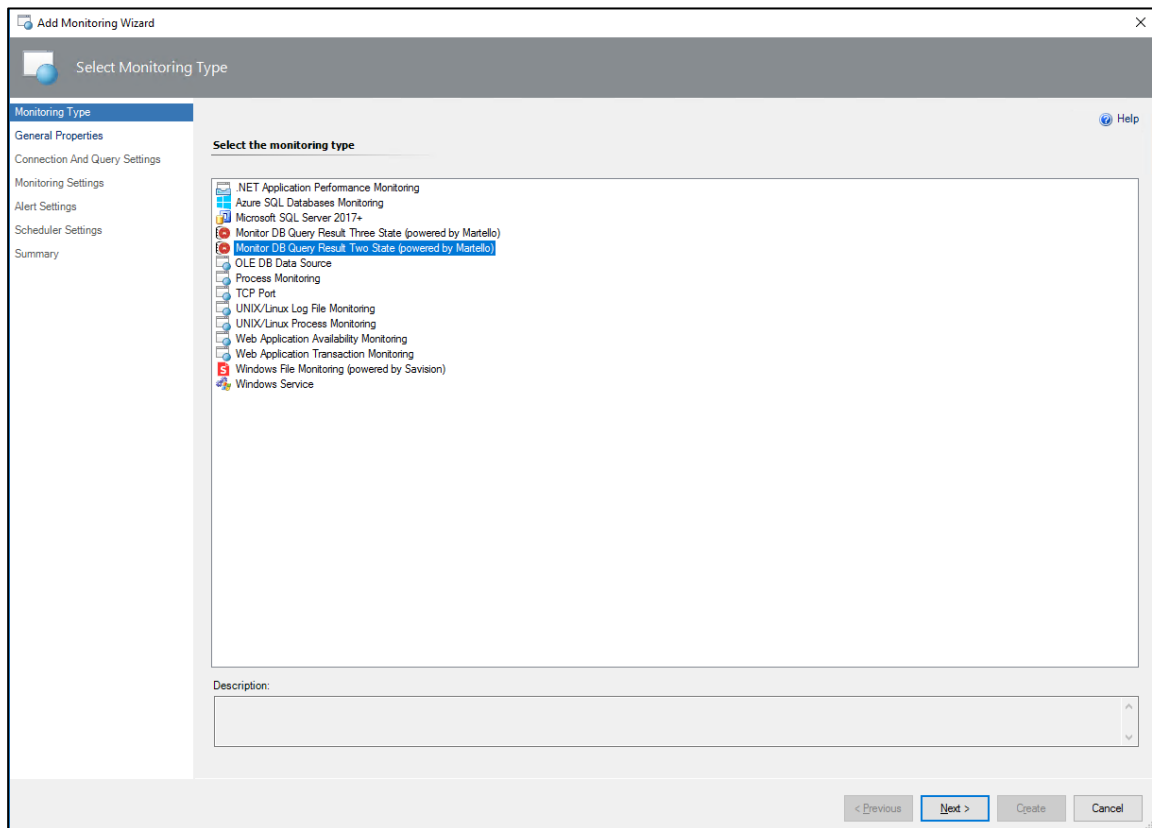 Add Monitoring Wizard
Select Monitoring Type
Monitoring Type
General Properties
Connection And Query Settings
Monitoring Settings
Alert Settings
Scheduler Settings
Summary
Help
Select the monitoring type
.NET Application Performance Monitoring
Azure SQL Databases Monitoring
Microsoft SQL Server 2017+
Monitor DB Query Result Three State (powered by Martello)
Monitor DB Query Result Two State (powered by Martello)
OLE DB Data Source
Process Monitoring
TCP Port
UNIX/Linux Log File Monitoring
UNIX/Linux Process Monitoring
Web Application Availability Monitoring
Web Application Transaction Monitoring
Windows File Monitoring (powered by Savision)
Windows Service
Description:
< Previous
Next >
Create
Cancel